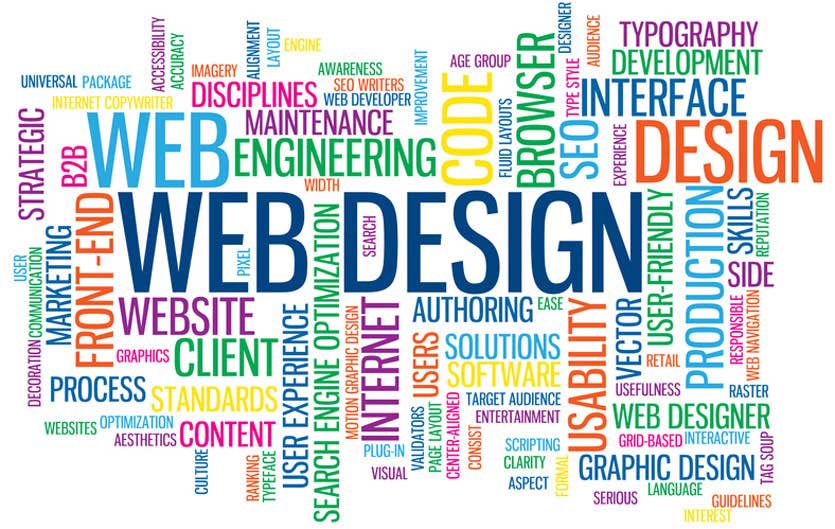 ACCESSIBILITY
ACCURACY
ALIGNMENT
LAYOUT
ENGINE
DESIGNER
AUDIENCE
TYPOGRAPHY
UNIVERSAL
PACKAGE
IMAGERY
AWARENESS
SEO WRITERS
IMPROVEMENT
AGE GROUP
CODE
FLUID LAYOUTS
BROWSER
TYPE STYLE
DEVELOPMENT
INTERNET COPYWRITER
DISCIPLINES
WEB DEVELOPER
INTERFACE
STRATEGIC
B2B
WEB
MAINTENANCE
ENGINEERING
SEO
EXPERIENCE
DESIGN
WIDTH
WEB DESIGN
PIXEL
SEARCH
USER
COMMUNICATION
MARKETING
FRONT-END
USER-FRIENDLY
PRODUCTION
SKILLS
REPUTATION
SIDE
WEBSITE
SEARCH ENGINE OPTIMIZATION
AUTHORING
EASE
VECTOR
RESPONSIBLE
WEB NAVIGATION
DECORATION
GRAPHICS
CLIENT
USER EXPERIENCE
MOTION GRAPHIC DESIGN
INTERNET
USERS
SOLUTIONS
SOFTWARE
USABILITY
RETAIL
PROCESS
STANDARDS
TARGET AUDIENCE
ENTERTAINMENT
USEFULNESS
RASTER
WEBSITES
OPTIMIZATION
AESTHETICS
CONTENT
VALIDATORS
PAGE LAYOUT
CENTER-ALIGNED
CONSIST
WEB DESIGNER
GRID-BASED
INTERACTIVE
TAG SOUP
CULTURE
RANKING
TYPEFACE
PLUG-IN
VISUAL
SCRIPTING
CLARITY
ASPECT
FORMAL
GRAPHIC DESIGN
SERIOUS
LANGUAGE
GUIDELINES
INTEREST